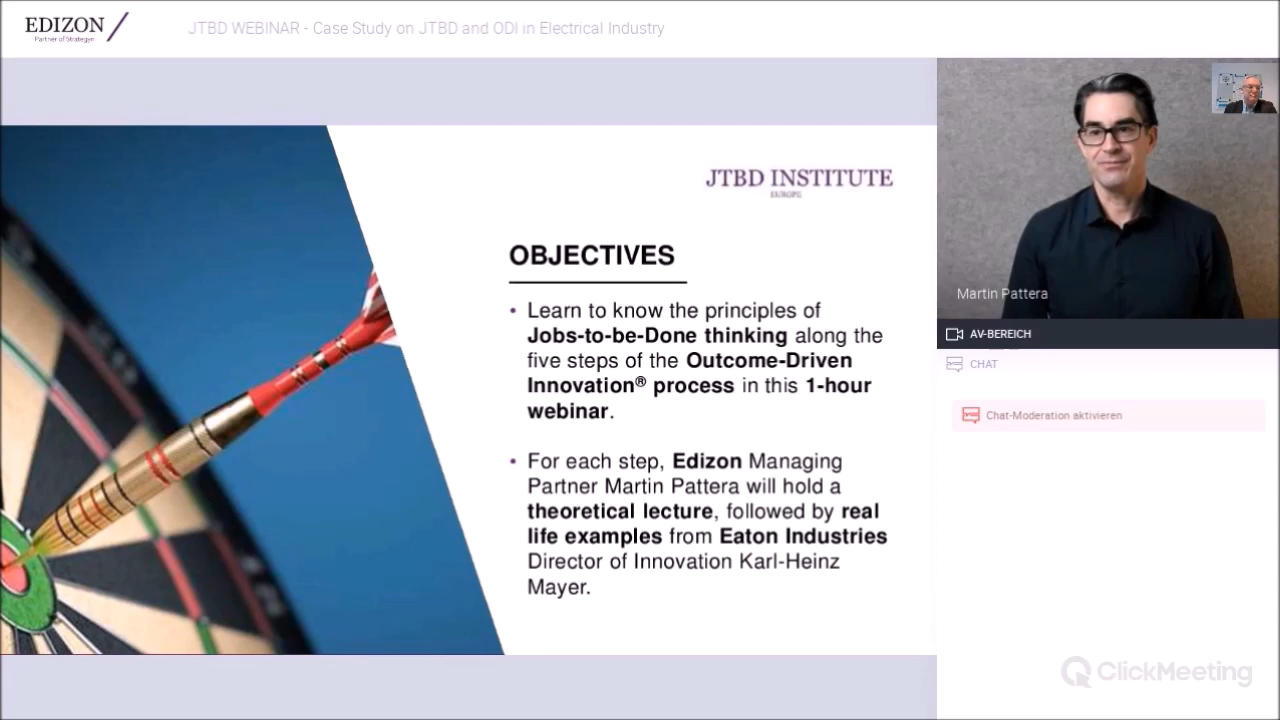 EDIZON
Partner of Strategyn
JTBD WEBINAR - Case Study on JTBD and ODI in Electrical Industry
JTBD INSTITUTE
EUROPE
OBJECTIVES
• Learn to know the principles of
Jobs-to-be-Done thinking along the
five steps of the Outcome-Driven
Innovation® process in this 1-hour
webinar.
• For each step, Edizon Managing
Partner Martin Pattera will hold a
theoretical lecture, followed by real
life examples from Eaton Industries
Director of Innovation Karl-Heinz
Mayer.
Martin Pattera
AV-BEREICH
CHAT
Chat-Moderation aktivieren
ClickMeeting